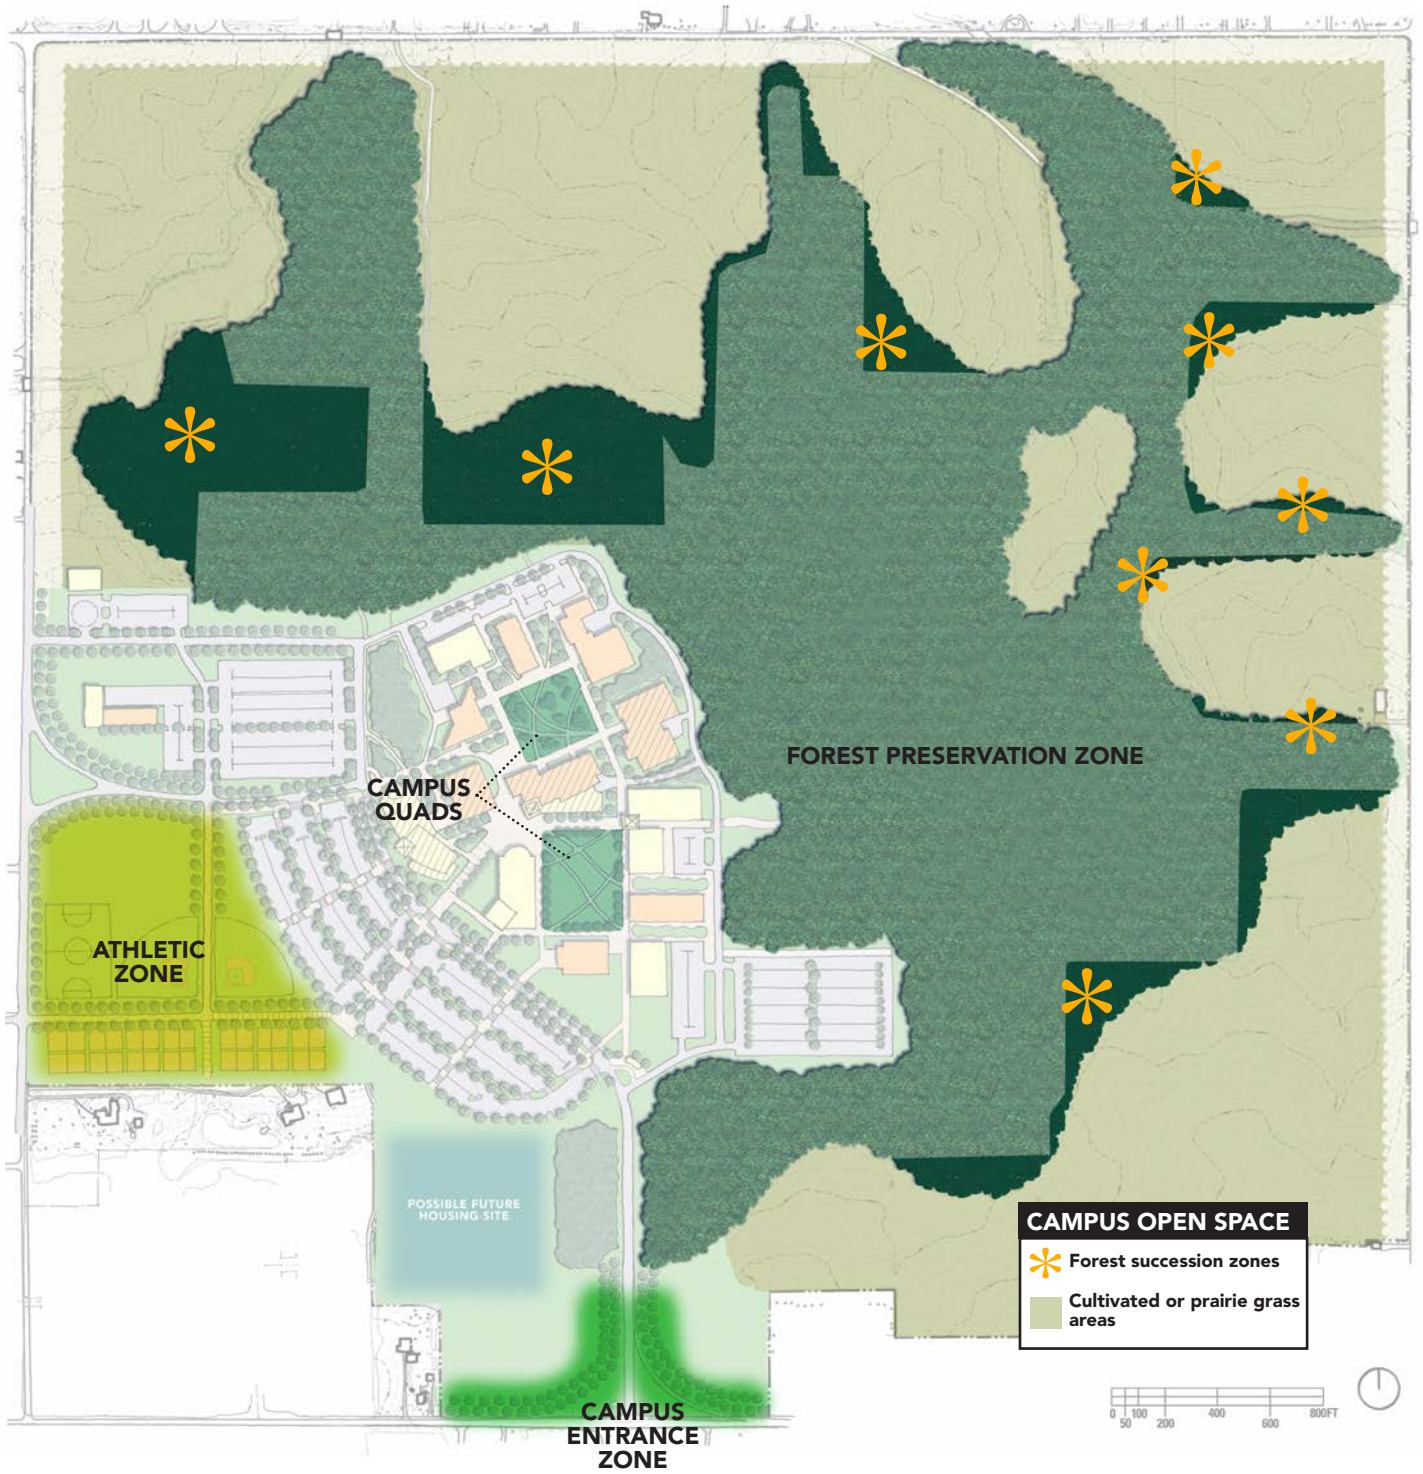 FOREST PRESERVATION ZONE
CAMPUS
QUADS
ATHLETIC
ZONE
POSSIBLE FUTURE
HOUSING SITE
CAMPUS OPEN SPACE
Forest succession zones
Cultivated or prairie grass
areas
CAMPUS
ENTRANCE
ZONE
0 50 100 200 400 600 800FT